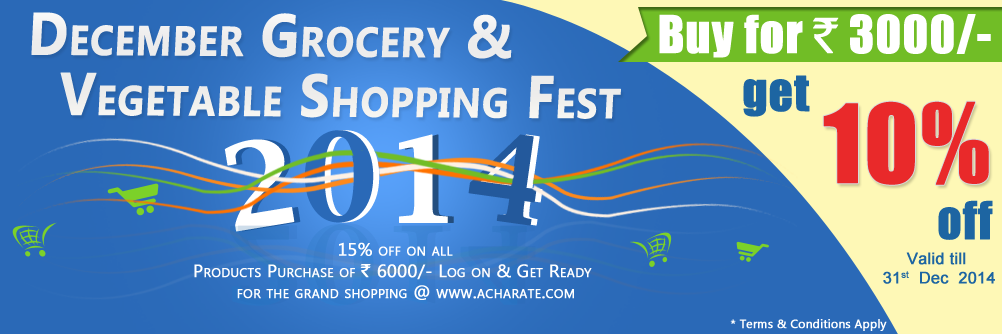 December Grocery &
Vegetable Shopping Fest
2014
15% off on all
Products Purchase of ₹ 6000/- Log on & Get Ready
for the grand shopping @ www.acharate.com
Buy for ₹ 3000/-
get
10%
off
Valid till
31st Dec 2014
* Terms & Conditions Apply